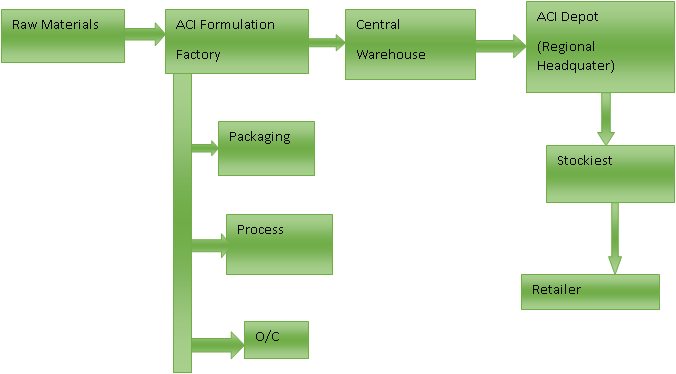 Raw Materials
ACI Formulation
Factory
Central
Warehouse
ACI Depot
(Regional
Headquater)
Packaging
Stockiest
Process
Retailer
O/C